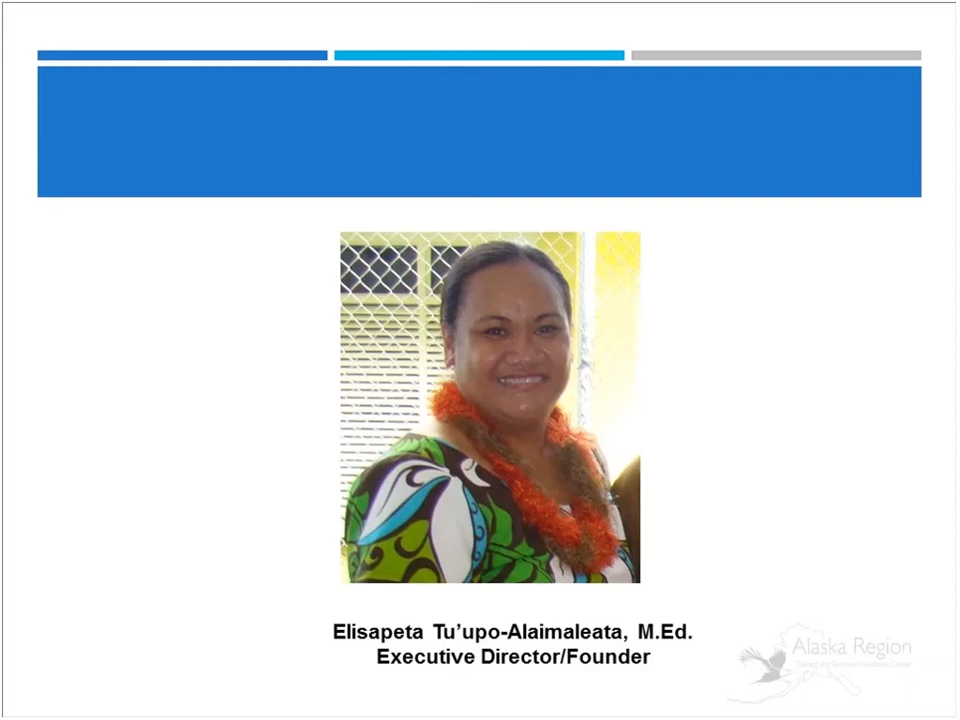 Elisapeta Tu’upo-Alaimaleata, M.Ed.
Executive Director/Founder
Alaska Region